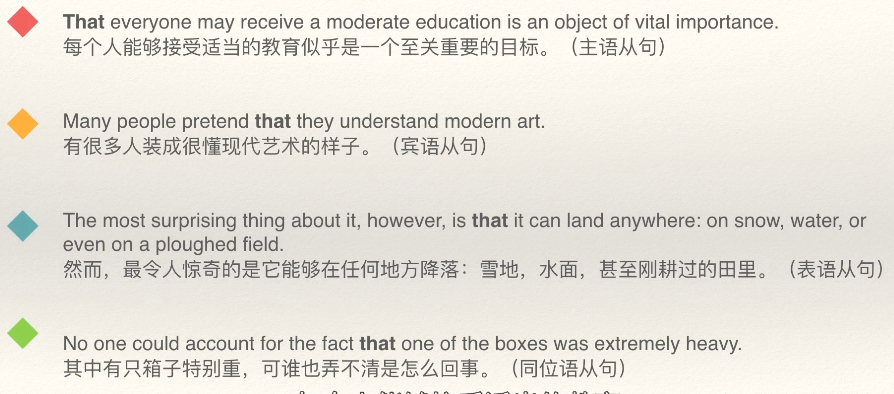 That everyone may receive a moderate education is an object of vital importance.
每个人能够接受适当的教育似乎是一个至关重要的目标。（主语从句）
Many people pretend that they understand modern art.
有很多人装成很懂现代艺术的样子。（宾语从句）
The most surprising thing about it, however, is that it can land anywhere: on snow, water, or
even on a ploughed field.
然而，最令人惊奇的是它能够在任何地方降落：雪地，水面，甚至刚耕过的田里。（表语从句）
No one could account for the fact that one of the boxes was extremely heavy.
其中有只箱子特别重，可谁也弄不清是怎么回事。（同位语从句）